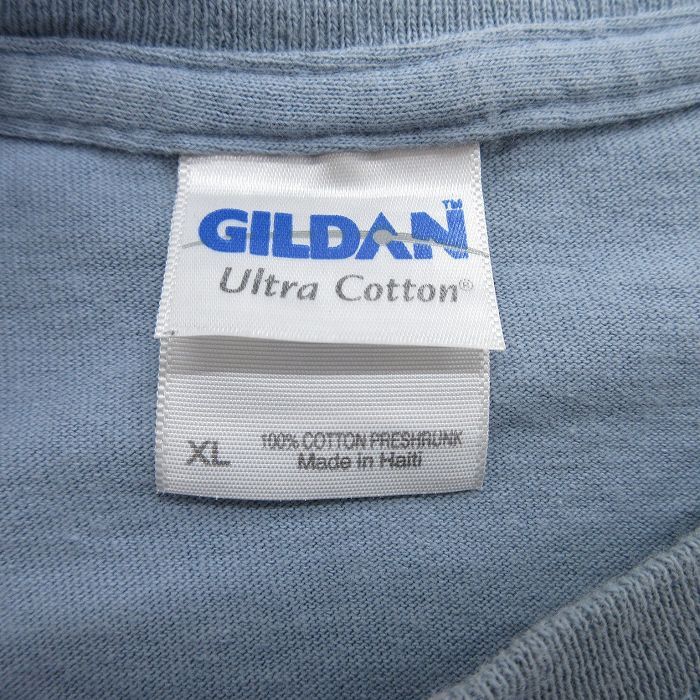 GILDAN™
Ultra Cotton®
XL
100% COTTON PRESHRUNK
Made in Haiti